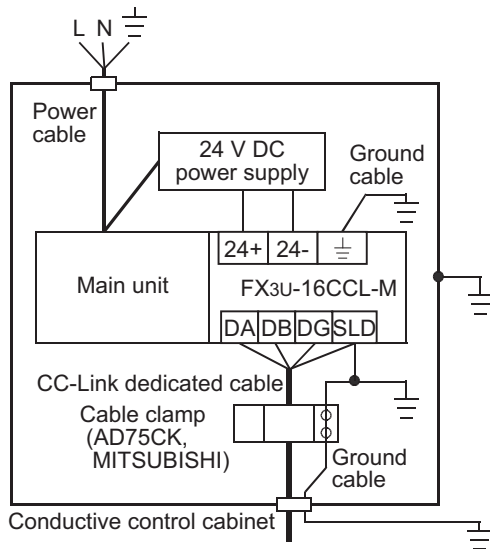 L N
Power
cable
24 V DC
power supply
Ground
cable
24+ 24-
Main unit
FX3U-16CCL-M
DA DB DG SLD
CC-Link dedicated cable
Cable clamp
(AD75CK,
MITSUBISHI)
Ground
cable
Conductive control cabinet